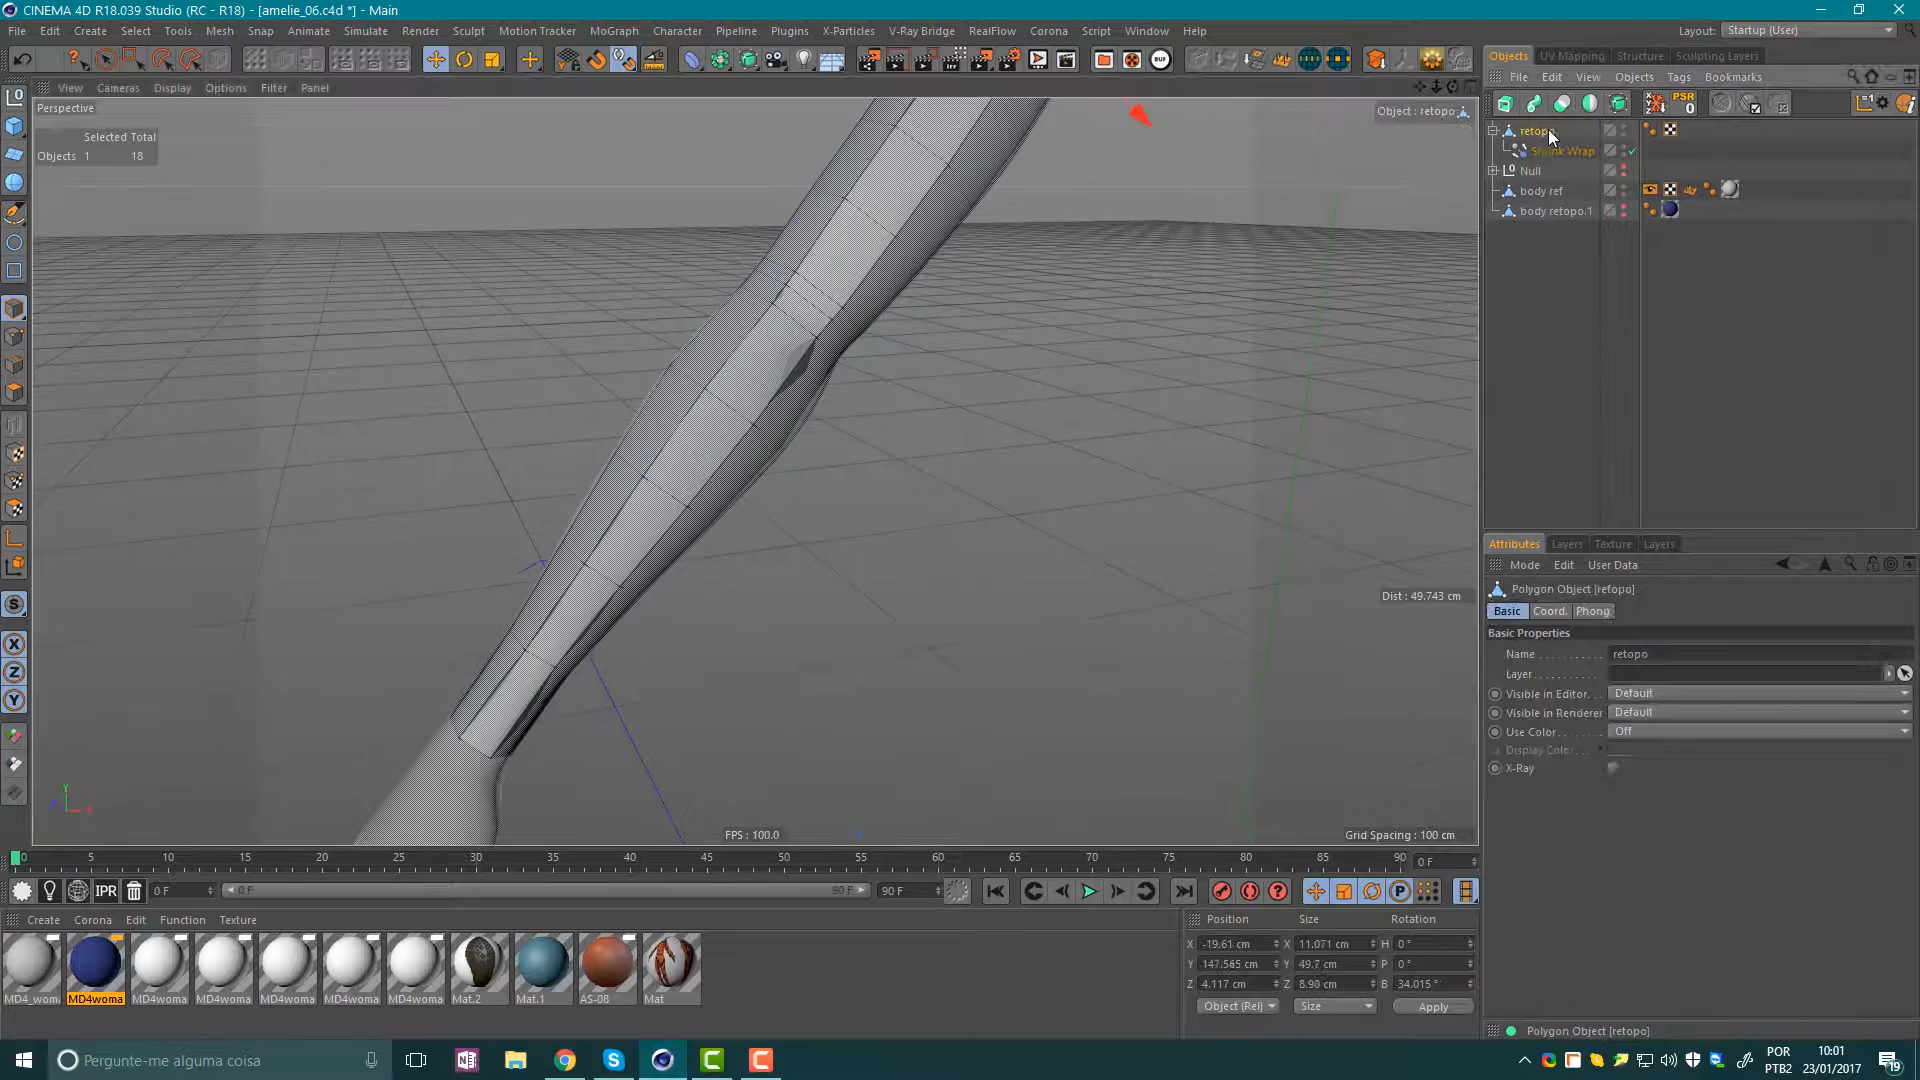 CINEMA 4D R18.039 Studio (RC - R18) - [amelie_06.c4d *] - Main
File Edit Create Select Tools Mesh Snap Animate Simulate Render Sculpt Motion Tracker MoGraph Character Pipeline Plugins X-Particles V-Ray Bridge RealFlow Corona Script Window Help
Layout: Startup (User)
Objects UV Mapping Structure Sculpting Layers
View Cameras Display Options Filter Panel
File Edit View Objects Tags Bookmarks
PSR 0
Perspective
Object : retopo
Selected Total
Objects 1 18
Shrink Wrap
Null
body ref
body retopo.1
Attributes Layers Texture Layers
Mode Edit User Data
Polygon Object [retopo]
Basic Coord. Phong
Basic Properties
Name retopo
Layer
Visible in Editor Default
Visible in Renderer Default
Use Color Off
Display Color
X-Ray
Dist : 49.743 cm
FPS : 100.0
Grid Spacing : 100 cm
0 5 10 15 20 25 30 35 40 45 50 55 60 65 70 75 80 85 90 0 F
IPR 0 F 0 F 90 F 90 F
Create Corona Edit Function Texture
Position Size Rotation
X -19.61 cm X 11.071 cm H 0 °
Y 147.565 cm Y 49.7 cm P 0 °
Z 4.117 cm Z 8.98 cm B 34.015 °
Object (Rel) Size Apply
MD4_wom MD4woma MD4woma MD4woma MD4woma MD4woma MD4woma Mat.2 Mat.1 AS-08 Mat
Polygon Object [retopo]
Pergunte-me alguma coisa
POR
PTB2
10:01
23/01/2017
19